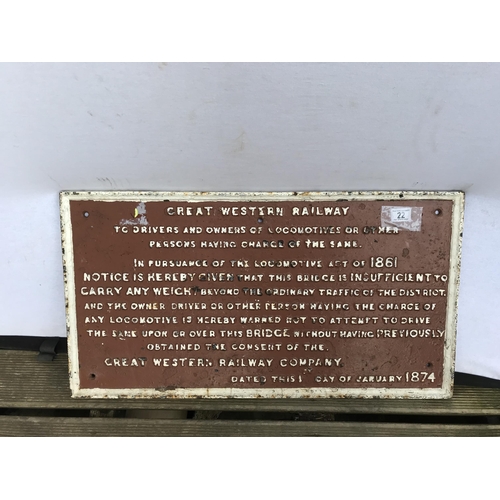 GREAT WESTERN RAILWAY
22
TO DRIVERS AND OWNERS OF LOCOMOTIVES OR OTHER
PERSONS HAVING CHARGE OF THE SAME.
IN PURSUANCE OF THE LOCOMOTIVE ACT OF 1861
NOTICE IS HEREBY GIVEN THAT THIS BRIDGE IS INSUFFICIENT TO
CARRY ANY WEIGHT BEYOND THE ORDINARY TRAFFIC OF THE DISTRICT.
AND THE OWNER DRIVER OR OTHER PERSON HAVING THE CHARGE OF
ANY LOCOMOTIVE IS HEREBY WARNED NOT TO ATTEMPT TO DRIVE
THE SAME UPON OR OVER THIS BRIDGE WITHOUT HAVING PREVIOUSLY
OBTAINED THE CONSENT OF THE.
GREAT WESTERN RAILWAY COMPANY.
DATED THIS 1 DAY OF JANUARY 1874